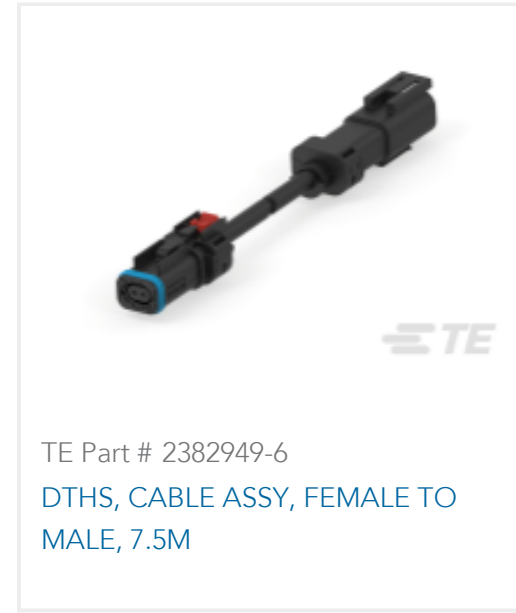 TE
TE Part # 2382949-6
DTHS, CABLE ASSY, FEMALE TO
MALE, 7.5M